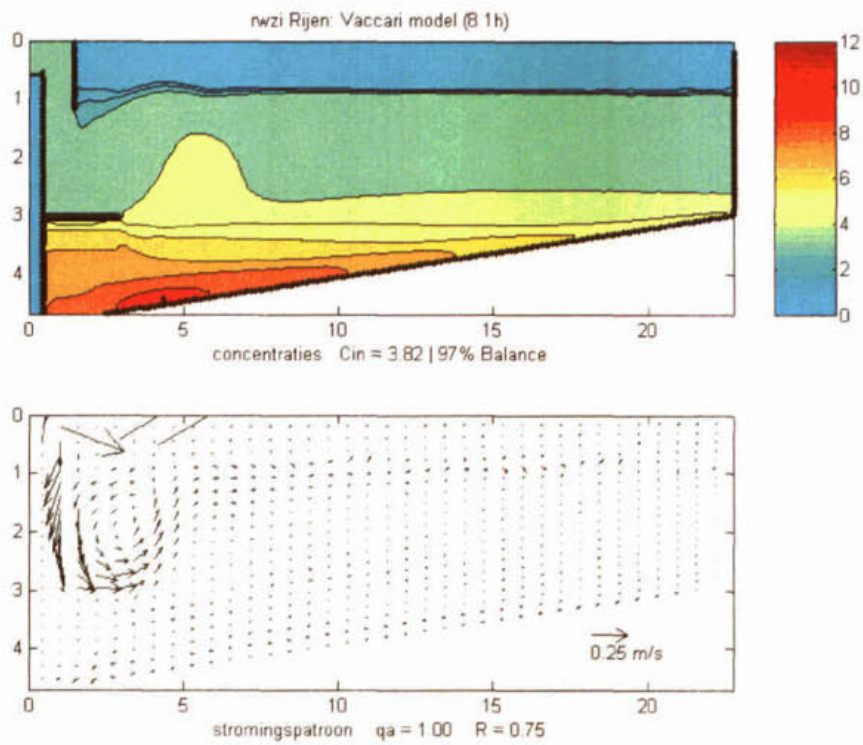 rwzi Rijen: Vaccari model (8.1h)
0
1
2
3
4
0 5 10 15 20
12
10
8
6
4
2
0
concentraties Cin = 3.82 | 97% Balance
0
1
2
3
4
0.25 m/s
0 5 10 15 20
stromingspatroon qa = 1.00 R = 0.75